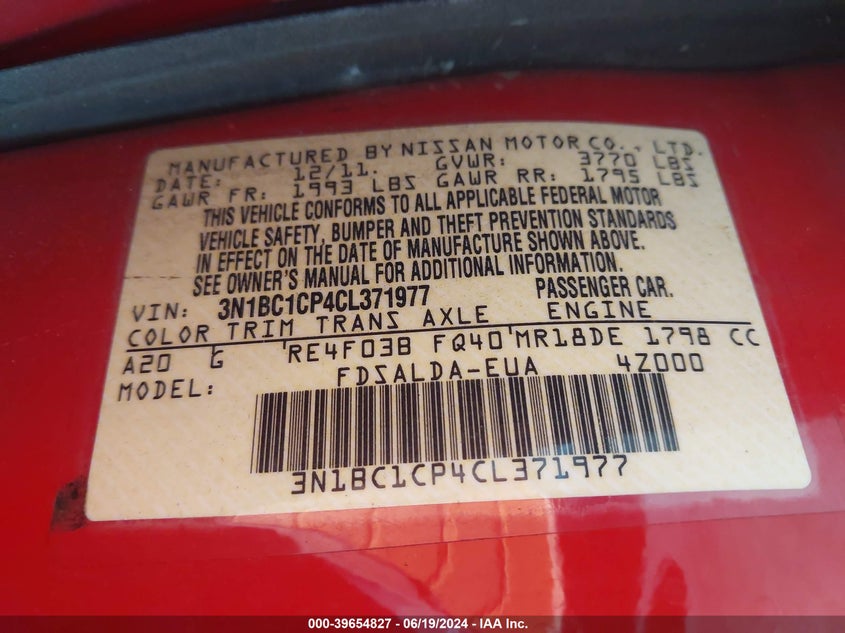 MANUFACTURED BY NISSAN MOTOR CO., LTD.
DATE: 12/11. GVWR: 3770 LBS
GAWR FR: 1993 LBS GAWR RR: 1795 LBS
THIS VEHICLE CONFORMS TO ALL APPLICABLE FEDERAL MOTOR
VEHICLE SAFETY, BUMPER AND THEFT PREVENTION STANDARDS
IN EFFECT ON THE DATE OF MANUFACTURE SHOWN ABOVE.
SEE OWNER'S MANUAL FOR ADDITIONAL INFORMATION.
VIN: 3N1BC1CP4CL371977 PASSENGER CAR.
COLOR TRIM TRANS AXLE ENGINE
A20 G RE4F03B FQ40 MR18DE 1798 CC
MODEL: FDSALDA-EUA 4Z000
3N1BC1CP4CL371977
000-39654827 - 06/19/2024 - IAA Inc.